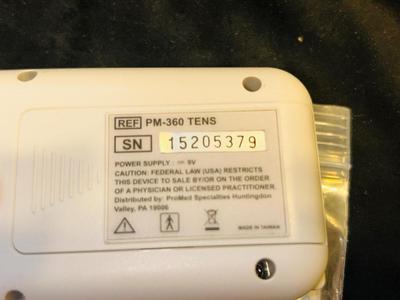 REF PM-360 TENS
SN 15205379
POWER SUPPLY : ⎓ 9V
CAUTION: FEDERAL LAW (USA) RESTRICTS
THIS DEVICE TO SALE BY/OR ON THE ORDER
OF A PHYSICIAN OR LICENSED PRACTITIONER.
Distributed by: ProMed Specialties Huntingdon
Valley, PA 19006
MADE IN TAIWAN